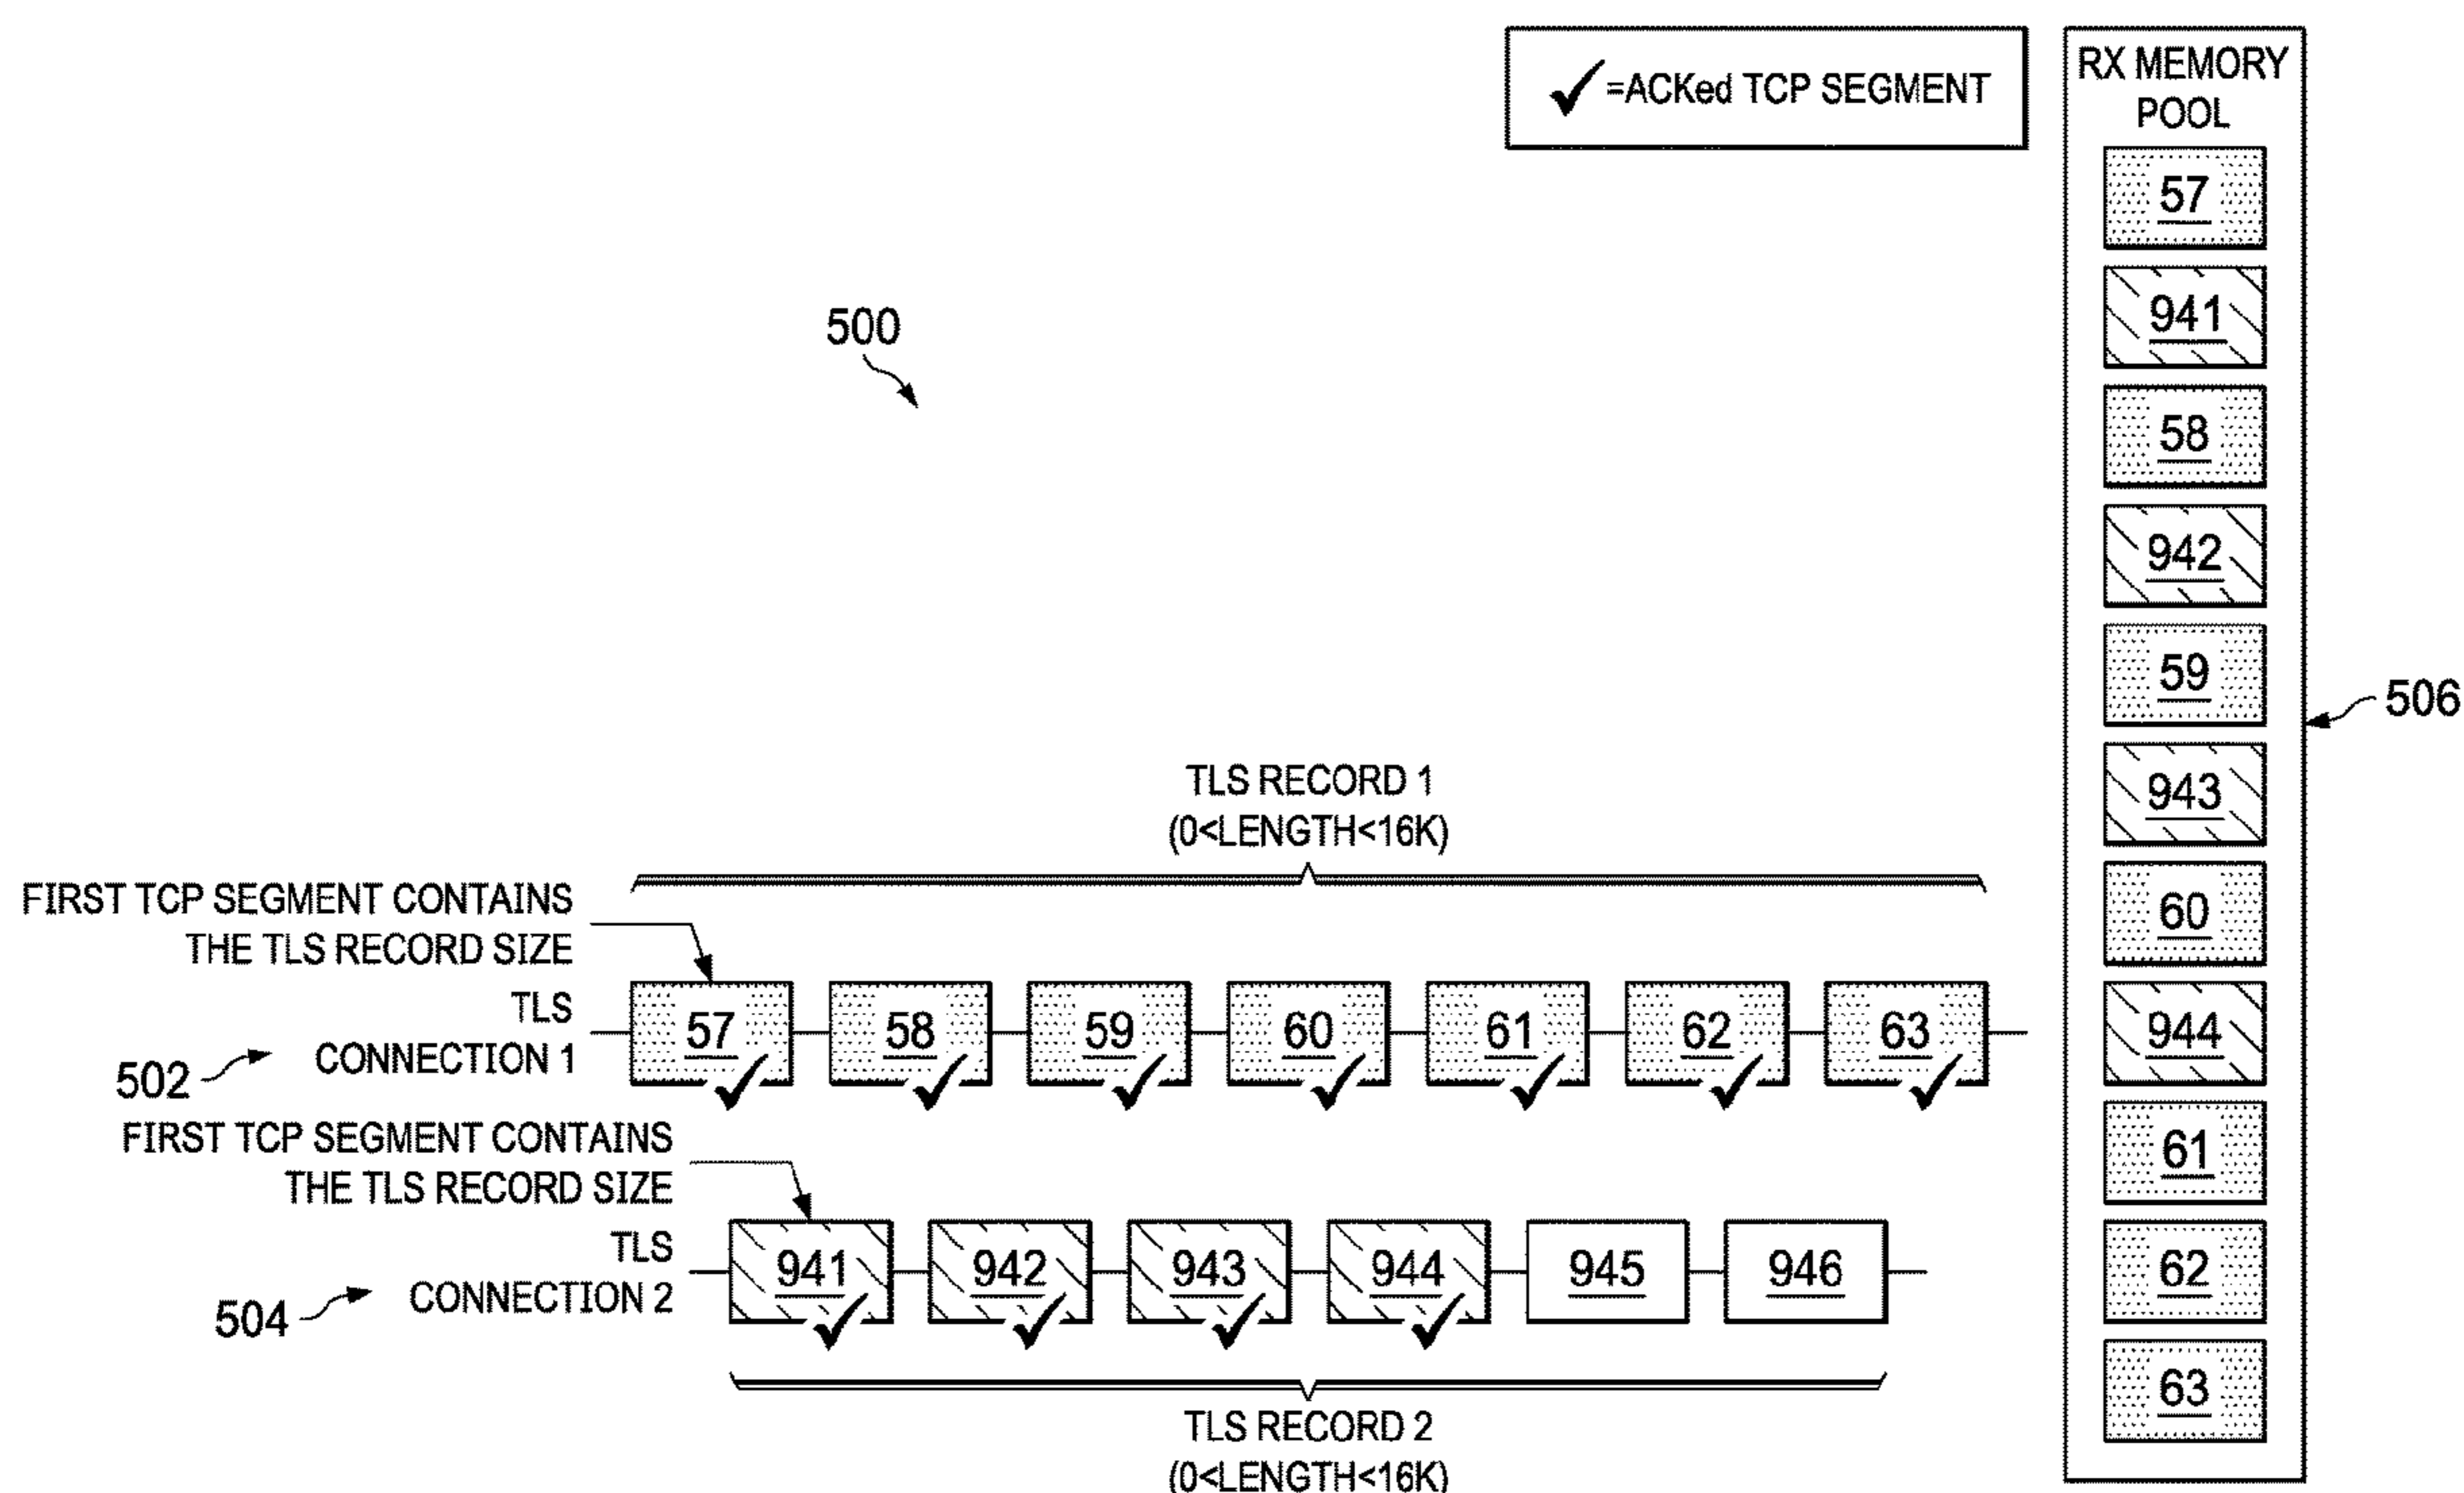 ✓=ACKed TCP SEGMENT
RX MEMORY
POOL
57
941
58
942
59
943
60
944
61
62
63
506
500
TLS RECORD 1
(0<LENGTH<16K)
FIRST TCP SEGMENT CONTAINS
THE TLS RECORD SIZE
TLS
CONNECTION 1
502
57 58 59 60 61 62 63
FIRST TCP SEGMENT CONTAINS
THE TLS RECORD SIZE
TLS
CONNECTION 2
504
941 942 943 944 945 946
TLS RECORD 2
(0<LENGTH<16K)